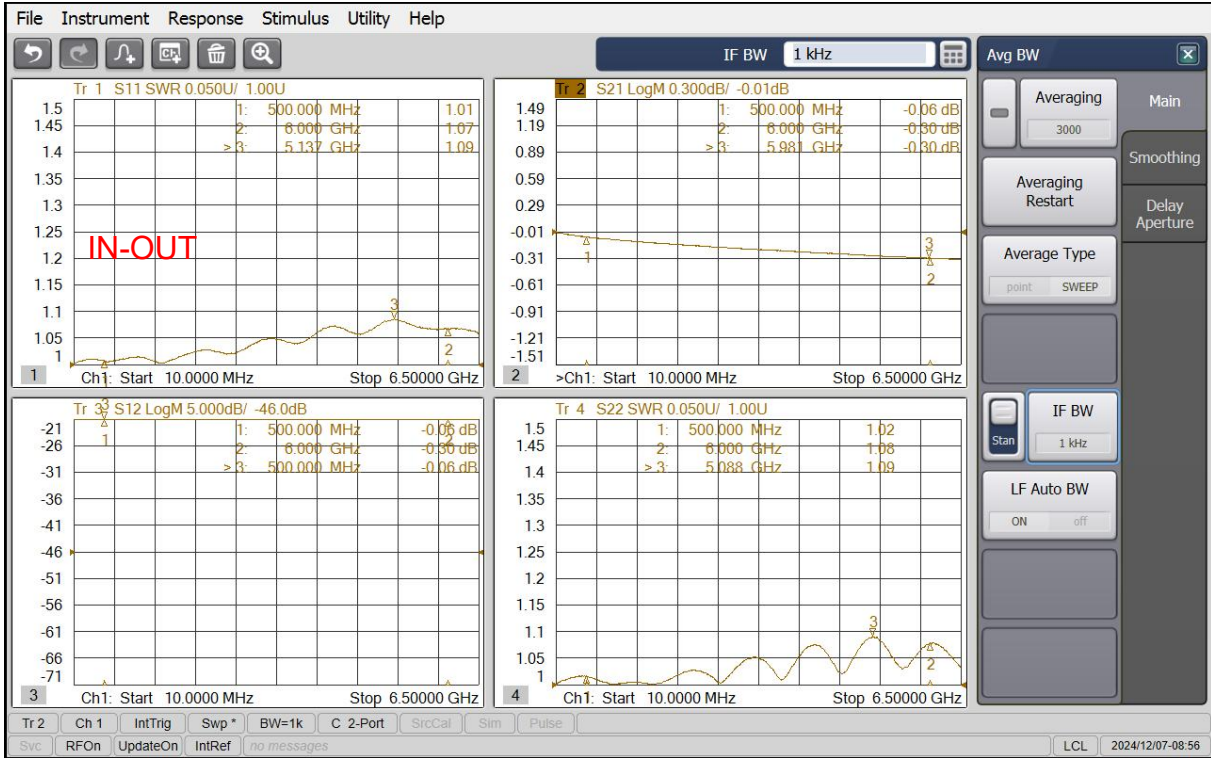 File Instrument Response Stimulus Utility Help
IF BW 1 kHz
Tr 1 S11 SWR 0.050U/ 1.00U
1: 500.000 MHz 1.01
2: 6.000 GHz 1.07
> 3: 5.137 GHz 1.09
1.5
1.45
1.4
1.35
1.3
1.25
1.2
1.15
1.1
1.05
1
IN-OUT
3
1
2
1 Ch1: Start 10.0000 MHz Stop 6.50000 GHz
Tr 2 S21 LogM 0.300dB/ -0.01dB
1: 500.000 MHz -0.06 dB
2: 6.000 GHz -0.30 dB
> 3: 5.981 GHz -0.30 dB
1.49
1.19
0.89
0.59
0.29
-0.01
-0.31
-0.61
-0.91
-1.21
-1.51
1
3
2
2 >Ch1: Start 10.0000 MHz Stop 6.50000 GHz
Tr 3 S12 LogM 5.000dB/ -46.0dB
1: 500.000 MHz -0.06 dB
2: 6.000 GHz -0.30 dB
> 3: 500.000 MHz -0.06 dB
-21
-26
-31
-36
-41
-46
-51
-56
-61
-66
-71
3
1
2
3 Ch1: Start 10.0000 MHz Stop 6.50000 GHz
Tr 4 S22 SWR 0.050U/ 1.00U
1: 500.000 MHz 1.02
2: 6.000 GHz 1.08
> 3: 5.088 GHz 1.09
1.5
1.45
1.4
1.35
1.3
1.25
1.2
1.15
1.1
1.05
1
1
3
2
4 Ch1: Start 10.0000 MHz Stop 6.50000 GHz
Avg BW
Averaging
3000
Averaging
Restart
Average Type
point SWEEP
Stan
IF BW
1 kHz
LF Auto BW
ON off
Main
Smoothing
Delay
Aperture
Tr 2 Ch 1 IntTrig Swp * BW=1k C 2-Port SrcCal Sim Pulse
Svc RFOn UpdateOn IntRef no messages LCL 2024/12/07-08:56